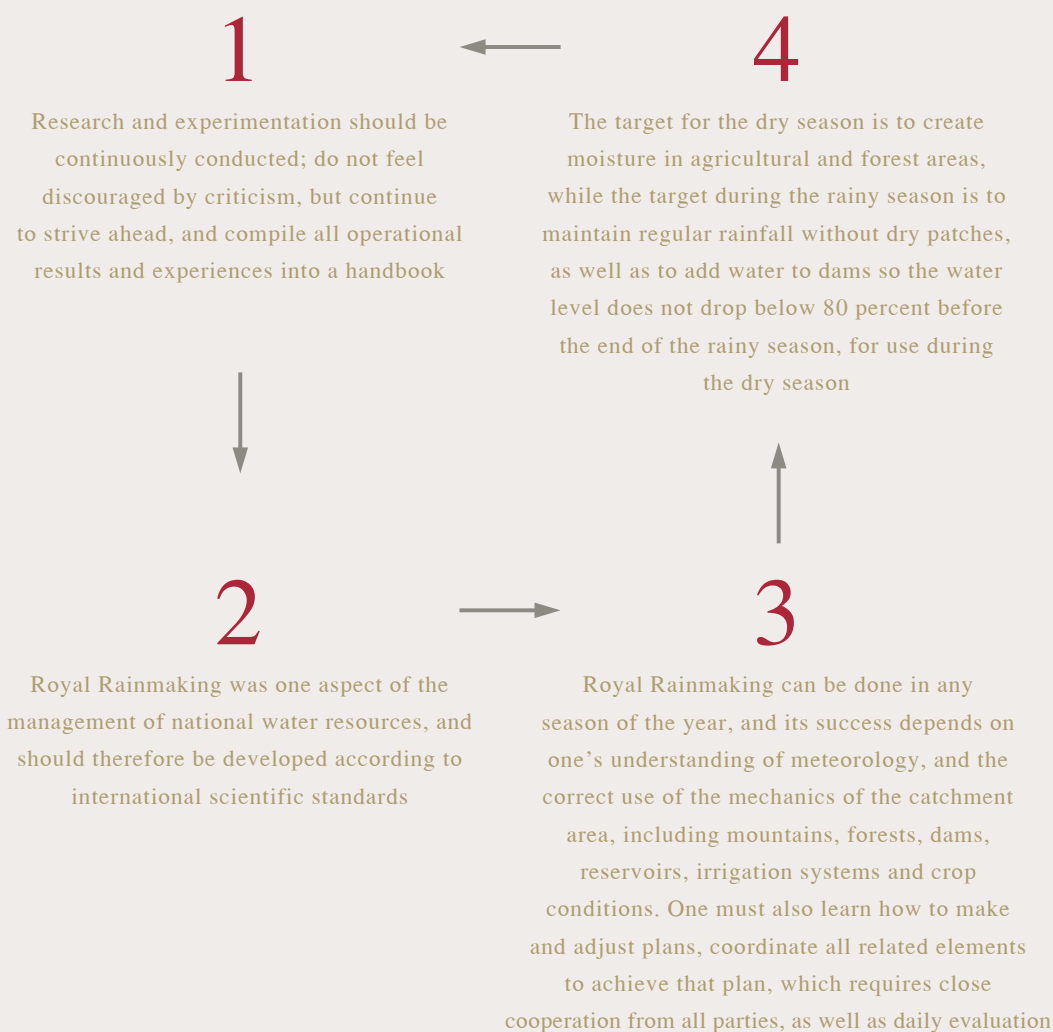 1
Research and experimentation should be
continuously conducted; do not feel
discouraged by criticism, but continue
to strive ahead, and compile all operational
results and experiences into a handbook
2
Royal Rainmaking was one aspect of the
management of national water resources, and
should therefore be developed according to
international scientific standards
3
Royal Rainmaking can be done in any
season of the year, and its success depends on
one’s understanding of meteorology, and the
correct use of the mechanics of the catchment
area, including mountains, forests, dams,
reservoirs, irrigation systems and crop
conditions. One must also learn how to make
and adjust plans, coordinate all related elements
to achieve that plan, which requires close
cooperation from all parties, as well as daily evaluation
4
The target for the dry season is to create
moisture in agricultural and forest areas,
while the target during the rainy season is to
maintain regular rainfall without dry patches,
as well as to add water to dams so the water
level does not drop below 80 percent before
the end of the rainy season, for use during
the dry season